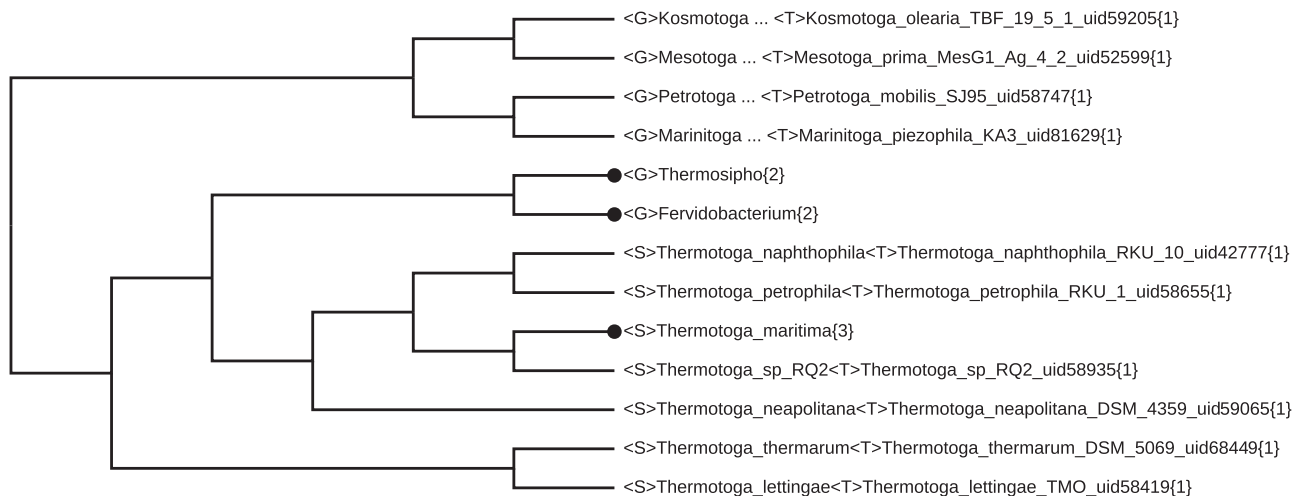 <G>Kosmotoga ... <T>Kosmotoga_olearia_TBF_19_5_1_uid59205{1}
<G>Mesotoga ... <T>Mesotoga_prima_MesG1_Ag_4_2_uid52599{1}
<G>Petrotoga ... <T>Petrotoga_mobilis_SJ95_uid58747{1}
<G>Marinitoga ... <T>Marinitoga_piezophila_KA3_uid81629{1}
<G>Thermosipho{2}
<G>Fervidobacterium{2}
<S>Thermotoga_naphthophila<T>Thermotoga_naphthophila_RKU_10_uid42777{1}
<S>Thermotoga_petrophila<T>Thermotoga_petrophila_RKU_1_uid58655{1}
<S>Thermotoga_maritima{3}
<S>Thermotoga_sp_RQ2<T>Thermotoga_sp_RQ2_uid58935{1}
<S>Thermotoga_neapolitana<T>Thermotoga_neapolitana_DSM_4359_uid59065{1}
<S>Thermotoga_thermarum<T>Thermotoga_thermarum_DSM_5069_uid68449{1}
<S>Thermotoga_lettingae<T>Thermotoga_lettingae_TMO_uid58419{1}